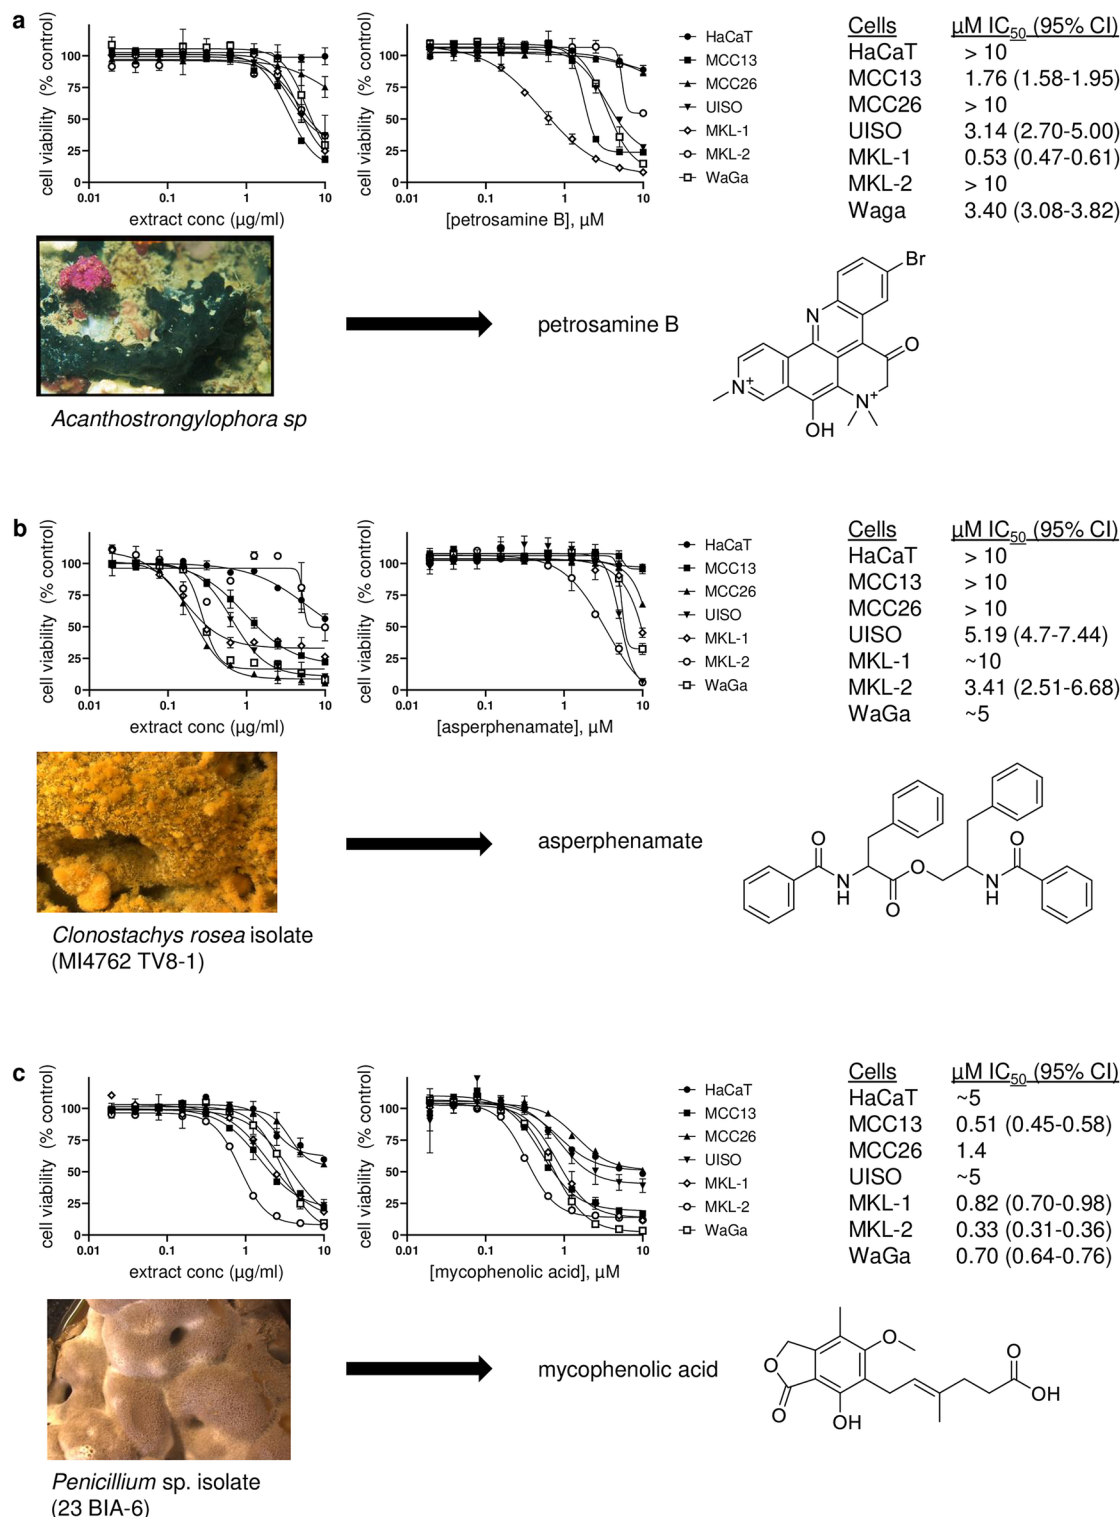 a
cell viability (% control)
100
75
50
25
0
0.01 0.1 1 10
extract conc (µg/ml)
cell viability (% control)
100
75
50
25
0
0.01 0.1 1 10
[petrosamine B], µM
HaCaT
MCC13
MCC26
UISO
MKL-1
MKL-2
WaGa
Cells µM IC50 (95% CI)
HaCaT > 10
MCC13 1.76 (1.58-1.95)
MCC26 > 10
UISO 3.14 (2.70-5.00)
MKL-1 0.53 (0.47-0.61)
MKL-2 > 10
Waga 3.40 (3.08-3.82)
Acanthostrongylophora sp
petrosamine B
Br
N
O
N+
N+
OH
b
cell viability (% control)
100
75
50
25
0
0.01 0.1 1 10
extract conc (µg/ml)
cell viability (% control)
100
75
50
25
0
0.01 0.1 1 10
[asperphenamate], µM
HaCaT
MCC13
MCC26
UISO
MKL-1
MKL-2
WaGa
Cells µM IC50 (95% CI)
HaCaT > 10
MCC13 > 10
MCC26 > 10
UISO 5.19 (4.7-7.44)
MKL-1 ~10
MKL-2 3.41 (2.51-6.68)
WaGa ~5
Clonostachys rosea isolate
(MI4762 TV8-1)
asperphenamate
O
N
H
O
O
N
H
O
c
cell viability (% control)
100
75
50
25
0
0.01 0.1 1 10
extract conc (µg/ml)
cell viability (% control)
100
75
50
25
0
0.01 0.1 1 10
[mycophenolic acid], µM
HaCaT
MCC13
MCC26
UISO
MKL-1
MKL-2
WaGa
Cells µM IC50 (95% CI)
HaCaT ~5
MCC13 0.51 (0.45-0.58)
MCC26 1.4
UISO ~5
MKL-1 0.82 (0.70-0.98)
MKL-2 0.33 (0.31-0.36)
WaGa 0.70 (0.64-0.76)
Penicillium sp. isolate
(23 BIA-6)
mycophenolic acid
O
O
O
OH
O
OH